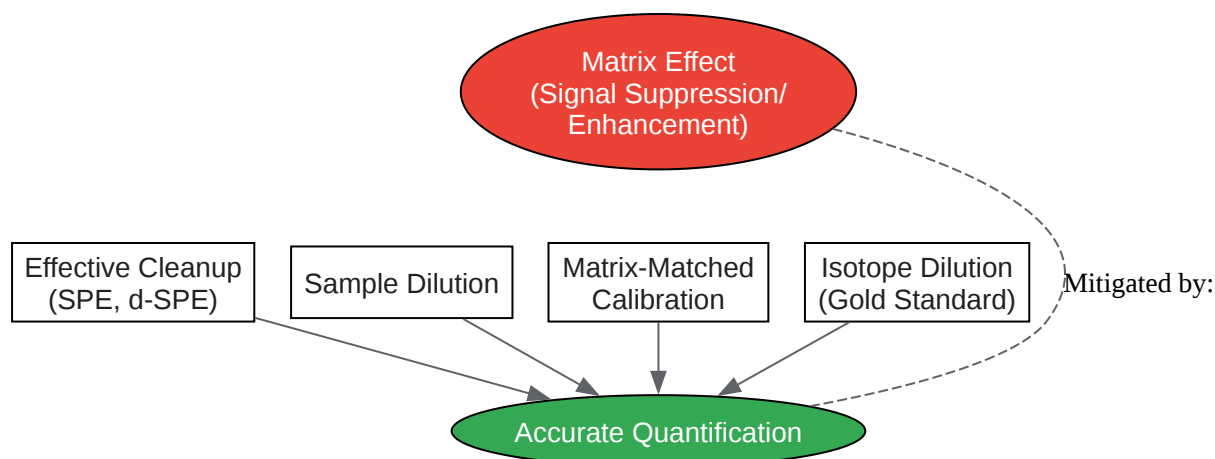 Matrix Effect
(Signal Suppression/
Enhancement)
Effective Cleanup
(SPE, d-SPE)
Sample Dilution
Matrix-Matched
Calibration
Isotope Dilution
(Gold Standard)
Mitigated by:
Accurate Quantification